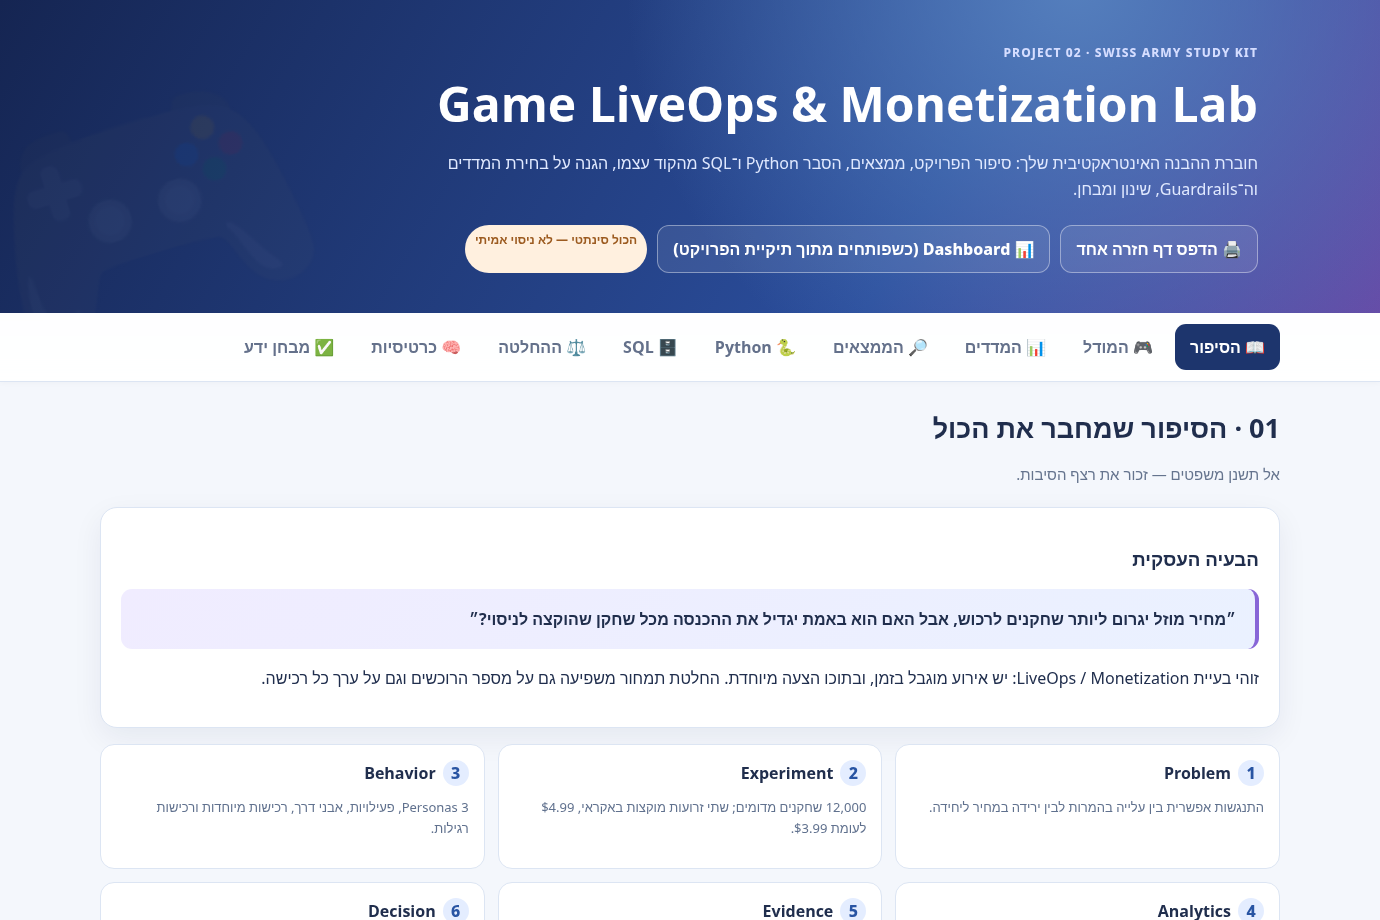 PROJECT 02 · SWISS ARMY STUDY KIT
Game LiveOps & Monetization Lab
חוברת ההבנה האינטראקטיבית שלך: סיפור הפרויקט, ממצאים, הסבר Python ו־SQL מהקוד עצמו, הגנה על בחירת המדדים
וה־Guardrails, שינון ומבחן.
🖨️ הדפס דף חזרה אחד
📊 Dashboard (כשפותחים מתוך תיקיית הפרויקט)
הכול סינתטי — לא ניסוי אמיתי
📖 הסיפור
🎮 המודל
📊 המדדים
🔎 הממצאים
🐍 Python
🗄️ SQL
⚖️ ההחלטה
🧠 כרטיסיות
✅ מבחן ידע
01 · הסיפור שמחבר את הכול
אל תשנן משפטים — זכור את רצף הסיבות.
הבעיה העסקית
״מחיר מוזל יגרום ליותר שחקנים לרכוש, אבל האם הוא באמת יגדיל את ההכנסה מכל שחקן שהוקצה לניסוי?״
זוהי בעיית LiveOps / Monetization: יש אירוע מוגבל בזמן, ובתוכו הצעה מיוחדת. החלטת תמחור משפיעה גם על מספר הרוכשים וגם על ערך כל רכישה.
1 Problem
התנגשות אפשרית בין עלייה בהמרות לבין ירידה במחיר ליחידה.
2 Experiment
12,000 שחקנים מדומים; שתי זרועות מוקצות באקראי, $4.99
לעומת $3.99.
3 Behavior
3 Personas, פעילויות, אבני דרך, רכישות מיוחדות ורכישות
רגילות.
4 Analytics
5 Evidence
6 Decision